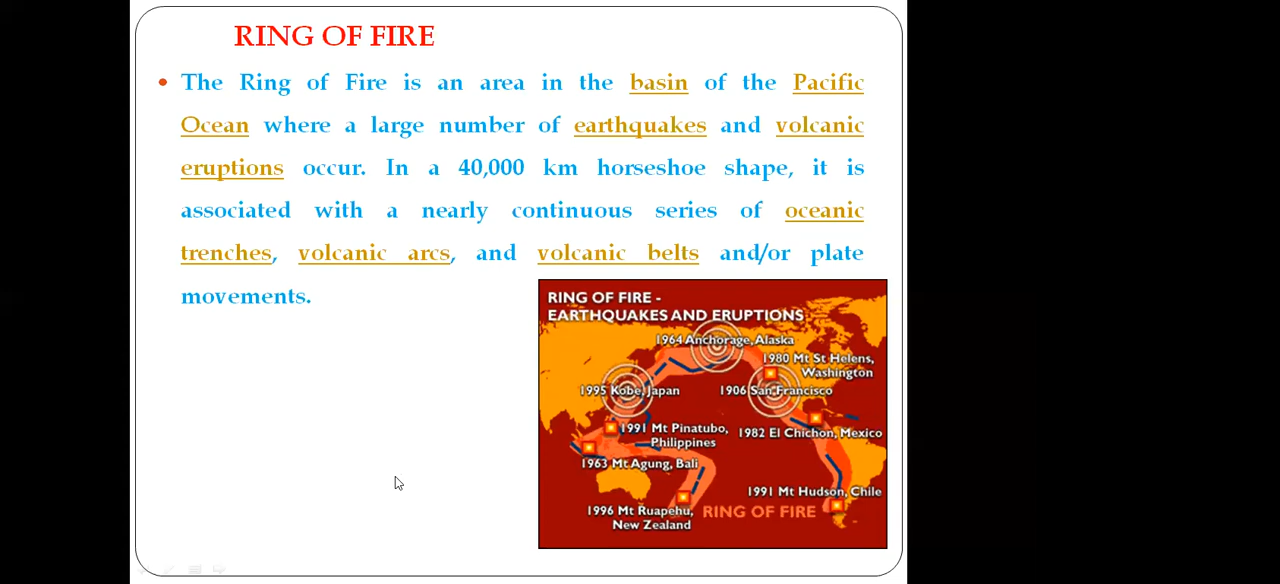 RING OF FIRE
• The Ring of Fire is an area in the basin of the Pacific
Ocean where a large number of earthquakes and volcanic
eruptions occur. In a 40,000 km horseshoe shape, it is
associated with a nearly continuous series of oceanic
trenches, volcanic arcs, and volcanic belts and/or plate
movements.
RING OF FIRE -
EARTHQUAKES AND ERUPTIONS
1964 Anchorage, Alaska
1980 Mt St Helens,
Washington
1995 Kobe, Japan
1906 San Francisco
1991 Mt Pinatubo,
Philippines
1982 El Chichon, Mexico
1963 Mt Agung, Bali
1991 Mt Hudson, Chile
1996 Mt Ruapehu,
New Zealand
RING OF FIRE